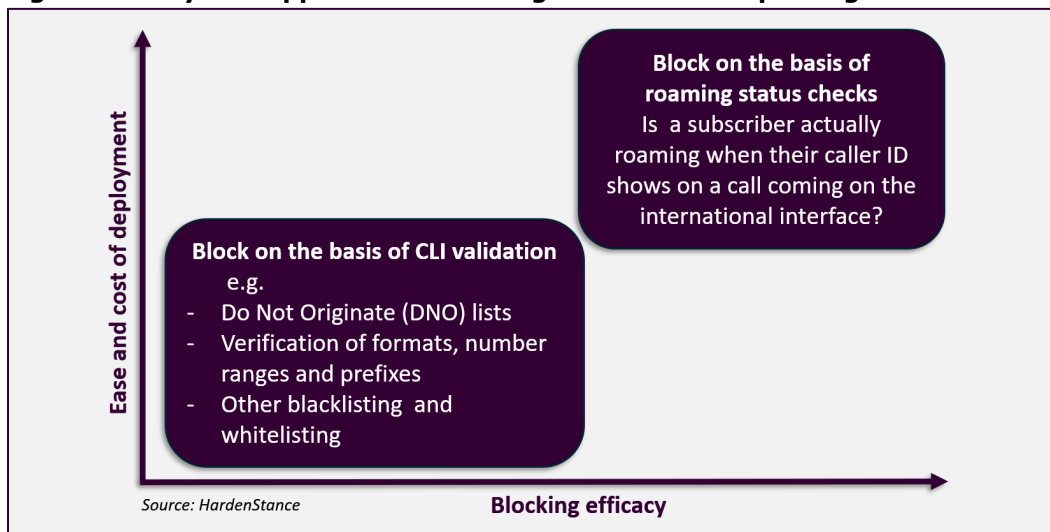 Block on the basis of
roaming status checks
Is a subscriber actually
roaming when their caller ID
shows on a call coming on the
international interface?
Ease and cost of deployment
Block on the basis of CLI validation
e.g.
- Do Not Originate (DNO) lists
- Verification of formats, number
ranges and prefixes
- Other blacklisting and
whitelisting
Source: HardenStance
Blocking efficacy